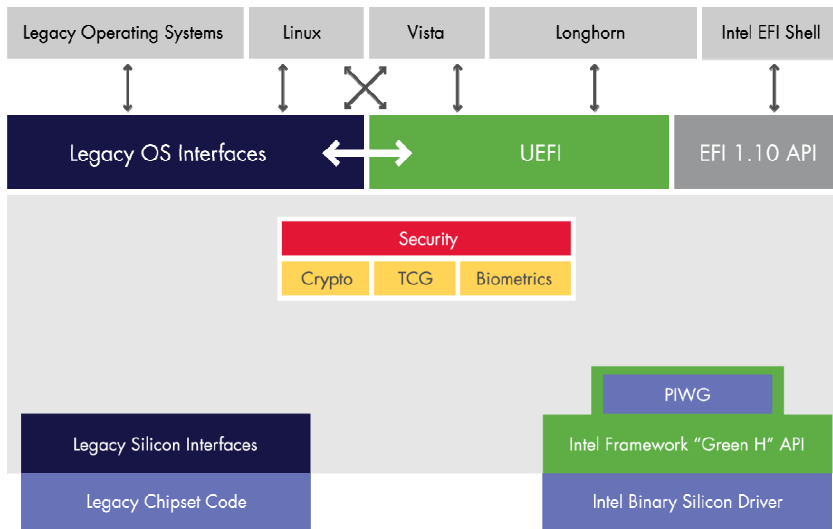 Legacy Operating Systems
Linux
Vista
Longhorn
Intel EFI Shell
Legacy OS Interfaces
UEFI
EFI 1.10 API
Security
Crypto
TCG
Biometrics
PIWG
Legacy Silicon Interfaces
Intel Framework “Green H” API
Legacy Chipset Code
Intel Binary Silicon Driver